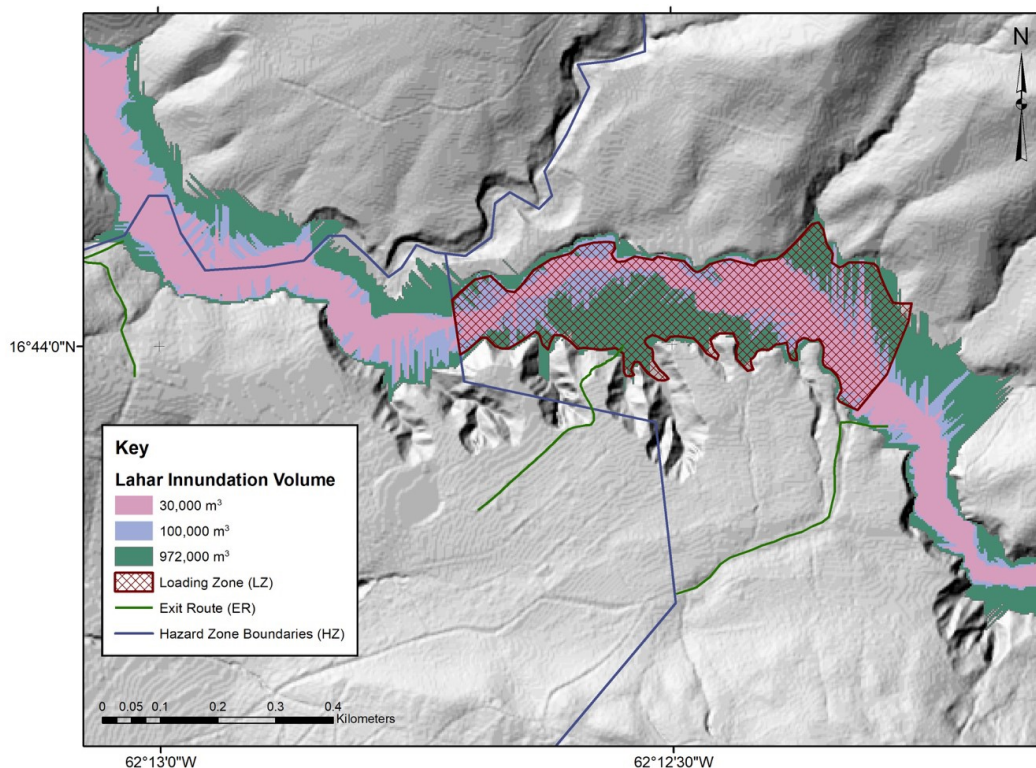 N
16°44'0"N
Key
Lahar Innundation Volume
30,000 m³
100,000 m³
972,000 m³
Loading Zone (LZ)
Exit Route (ER)
Hazard Zone Boundaries (HZ)
0 0.05 0.1 0.2 0.3 0.4
Kilometers
62°13'0"W 62°12'30"W